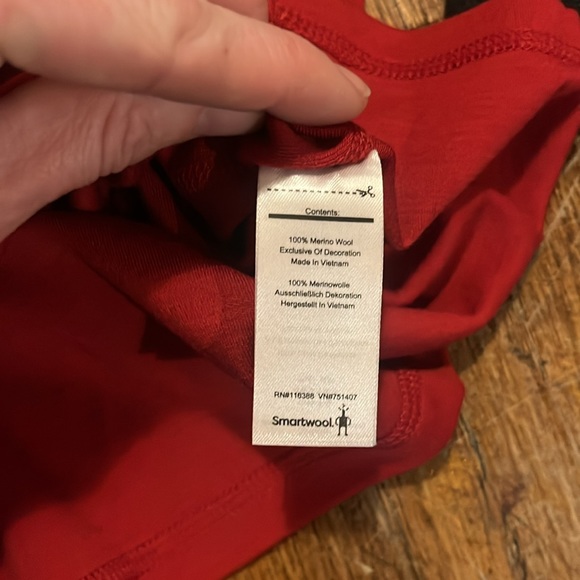 Contents:
100% Merino Wool
Exclusive Of Decoration
Made In Vietnam
100% Merinowolle
Ausschließlich Dekoration
Hergestellt In Vietnam
RN#116388 VN#751407
Smartwool.